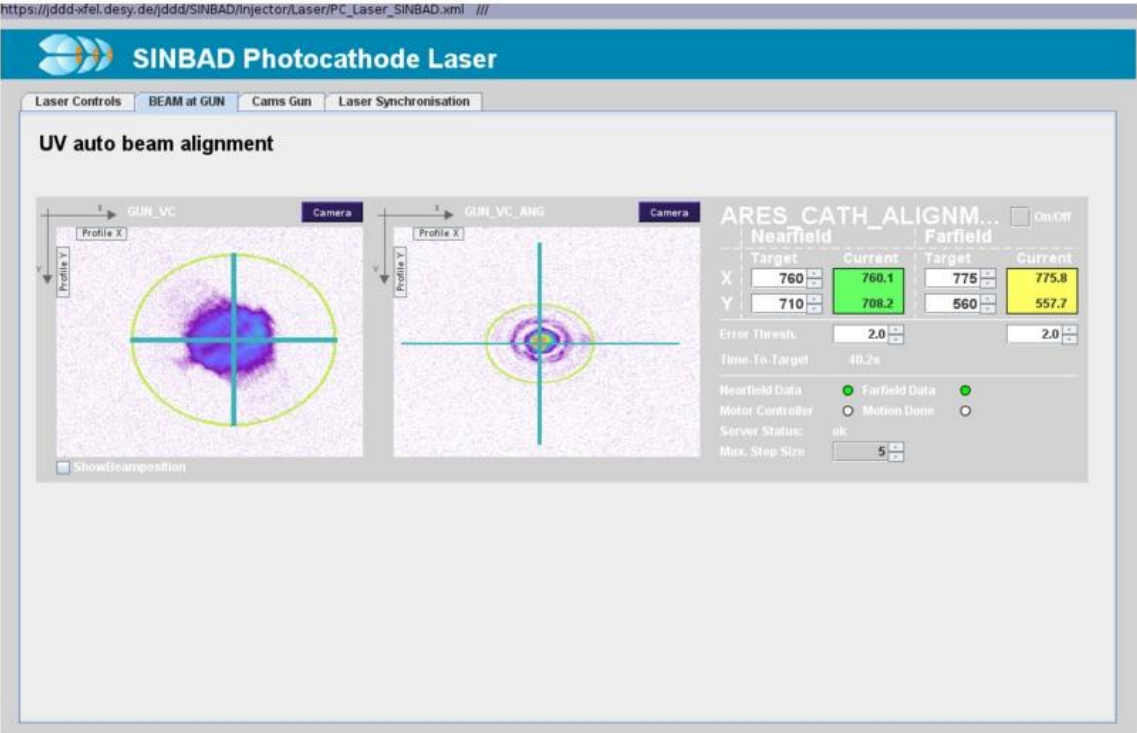 ttps://jddd-xfel.desy.de/jddd/SINBAD/Injector/Laser/PC_Laser_SINBAD.xml ///
SINBAD Photocathode Laser
Laser Controls BEAM at GUN Cams Gun Laser Synchronisation
UV auto beam alignment
X GUN_VC Camera
Profile X
Y Profile Y
ShowBeamposition
X GUN_VC_ANG Camera
Profile X
Y Profile Y
ARES_CATH_ALIGNM... On/Off
Nearfield Farfield
Target Current Target Current
X 760 760.1 775 775.8
Y 710 708.2 560 557.7
Error Thresh. 2.0 2.0
Time-To-Target 40.2s
Nearfield Data Farfield Data
Motor Controller Motion Done
Server Status: ok
Max. Step Size 5